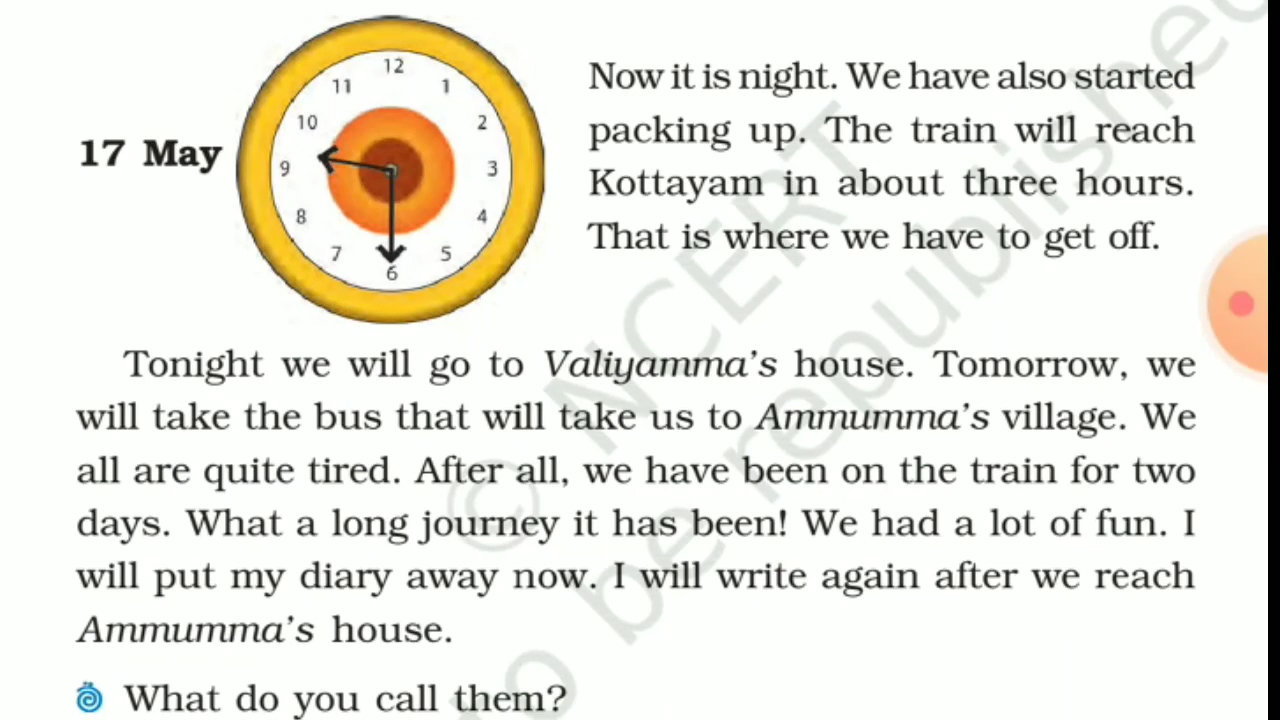 12
11 1
10 2
17 May
9 3
8 4
7 5
6
Now it is night. We have also started
packing up. The train will reach
Kottayam in about three hours.
That is where we have to get off.
Tonight we will go to Valiyamma's house. Tomorrow, we
will take the bus that will take us to Ammumma's village. We
all are quite tired. After all, we have been on the train for two
days. What a long journey it has been! We had a lot of fun. I
will put my diary away now. I will write again after we reach
Ammumma's house.
What do you call them?
© NCERT
to be republished